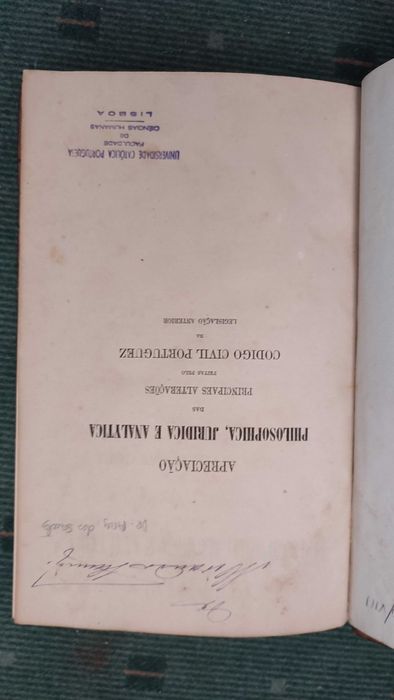 APRECIAÇÃO
PHILOSOPHICA, JURIDICA E ANALYTICA
DAS
PRINCIPAES ALTERAÇÕES
FEITAS PELO
CODIGO CIVIL PORTUGUEZ
NA
LEGISLAÇÃO ANTERIOR
UNIVERSIDADE CATÓLICA PORTUGUESA
FACULDADE
DE
CIÊNCIAS HUMANAS
LISBOA
VIII